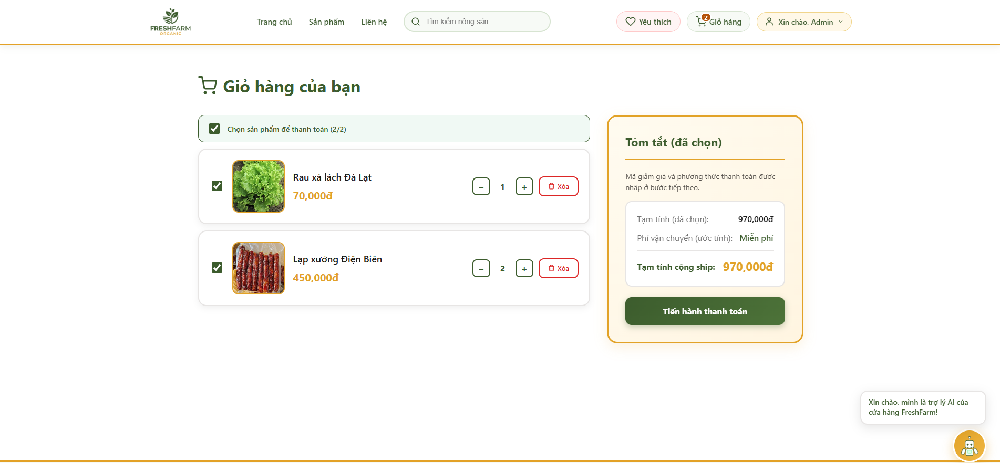 FRESHFARM
ORGANIC
Trang chủ
Sản phẩm
Liên hệ
Tìm kiếm nông sản...
Yêu thích
2
Giỏ hàng
Xin chào, Admin
Giỏ hàng của bạn
Chọn sản phẩm để thanh toán (2/2)
Rau xà lách Đà Lạt
70,000đ
−
1
+
Xóa
Lạp xưởng Điện Biên
450,000đ
−
2
+
Xóa
Tóm tắt (đã chọn)
Mã giảm giá và phương thức thanh toán được
nhập ở bước tiếp theo.
Tạm tính (đã chọn): 970,000đ
Phí vận chuyển (ước tính): Miễn phí
Tạm tính cộng ship: 970,000đ
Tiến hành thanh toán
Xin chào, mình là trợ lý AI của
cửa hàng FreshFarm!